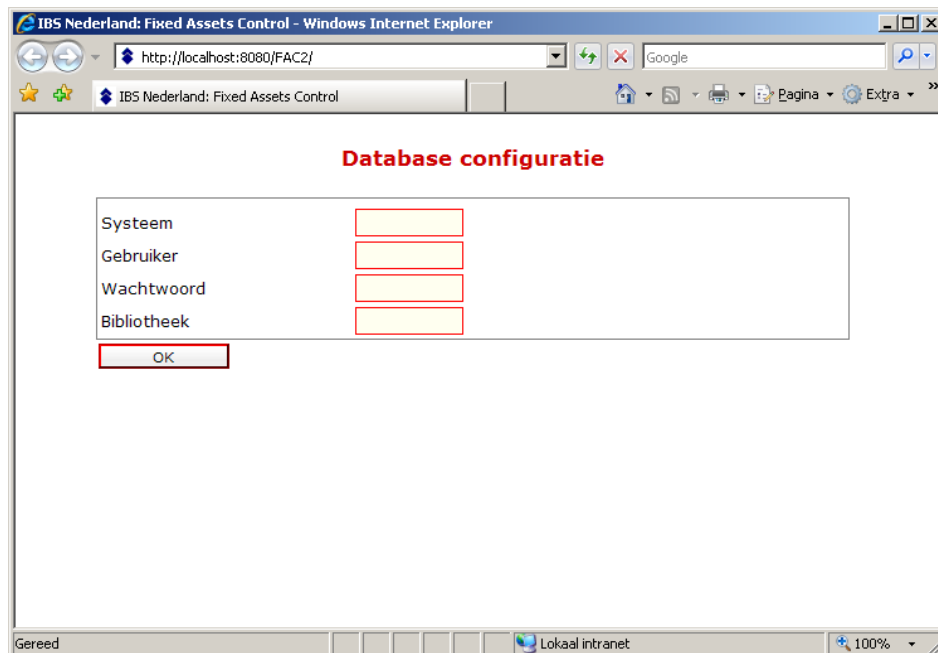 IBS Nederland: Fixed Assets Control - Windows Internet Explorer
http://localhost:8080/FAC2/
Google
IBS Nederland: Fixed Assets Control
Pagina
Extra
»
Database configuratie
Systeem
Gebruiker
Wachtwoord
Bibliotheek
OK
Gereed
Lokaal intranet
100%